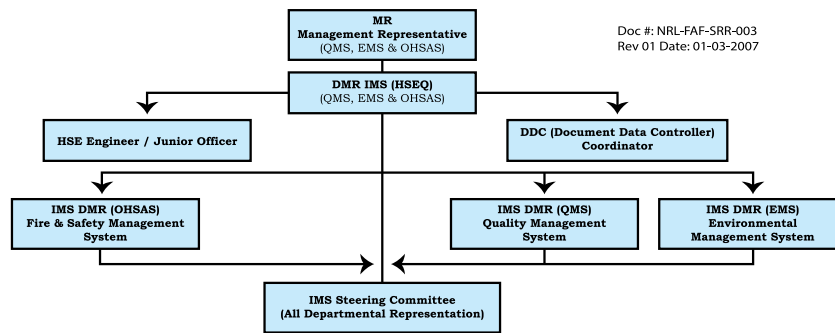 MR
Management Representative
(QMS, EMS & OHSAS)
Doc #: NRL-FAF-SRR-003
Rev 01 Date: 01-03-2007
DMR IMS (HSEQ)
(QMS, EMS & OHSAS)
HSE Engineer / Junior Officer
DDC (Document Data Controller)
Coordinator
IMS DMR (OHSAS)
Fire & Safety Management
System
IMS DMR (QMS)
Quality Management
System
IMS DMR (EMS)
Environmental
Management System
IMS Steering Committee
(All Departmental Representation)